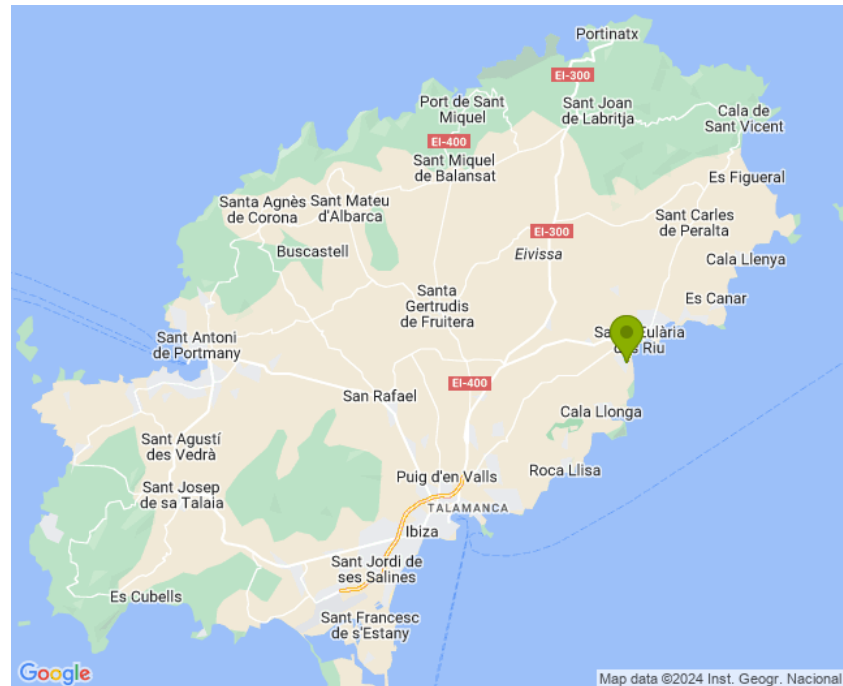 Portinatx
EI-300
Port de Sant
Miquel
Sant Joan
de Labritja
Cala de
Sant Vicent
EI-400
Sant Miquel
de Balansat
Es Figueral
Santa Agnès
de Corona
Sant Mateu
d'Albarca
Sant Carles
de Peralta
EI-300
Buscastell
Eivissa
Cala Llenya
Santa
Gertrudis
de Fruitera
Es Canar
Sant Antoni
de Portmany
Eulària
Riu
EI-400
San Rafael
Cala Llonga
Sant Agustí
des Vedrà
Roca Llisa
Puig d'en Valls
Sant Josep
de sa Talaia
TALAMANCA
Ibiza
Sant Jordi de
ses Salines
Es Cubells
Sant Francesc
de s'Estany
Google
Map data ©2024 Inst. Geogr. Nacional